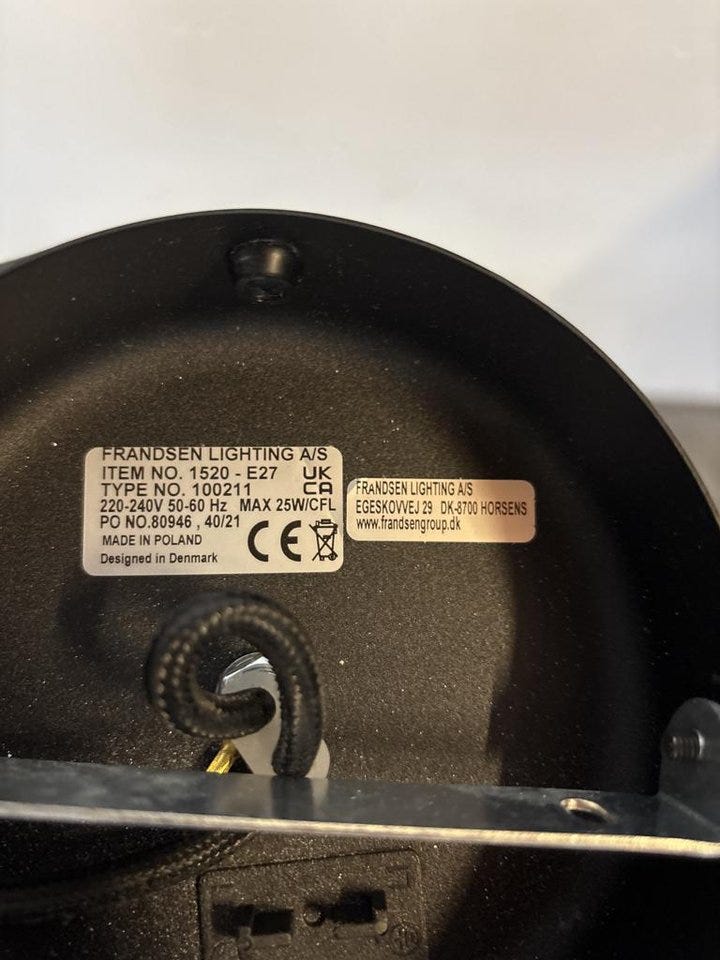 FRANDSEN LIGHTING A/S
ITEM NO. 1520 - E27 UK
TYPE NO. 100211 CA
220-240V 50-60 Hz MAX 25W/CFL
PO NO.80946 , 40/21
MADE IN POLAND CE
Designed in Denmark
FRANDSEN LIGHTING A/S
EGESKOVVEJ 29 DK-8700 HORSENS
www.frandsengroup.dk